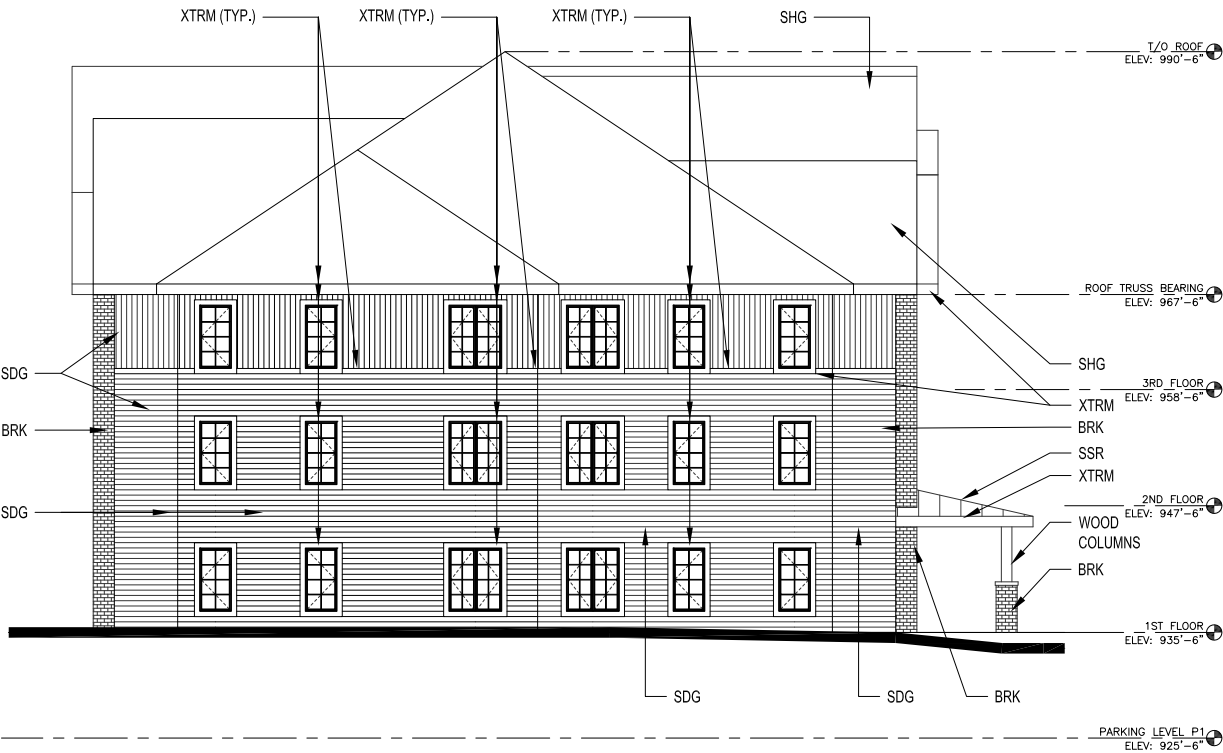 XTRM (TYP.)
XTRM (TYP.)
XTRM (TYP.)
SHG
T/O ROOF
ELEV: 990'-6"
ROOF TRUSS BEARING
ELEV: 967'-6"
SHG
SDG
3RD FLOOR
ELEV: 958'-6"
XTRM
BRK
BRK
SSR
XTRM
SDG
2ND FLOOR
ELEV: 947'-6"
WOOD
COLUMNS
BRK
1ST FLOOR
ELEV: 935'-6"
SDG
SDG
BRK
PARKING LEVEL P1
ELEV: 925'-6"